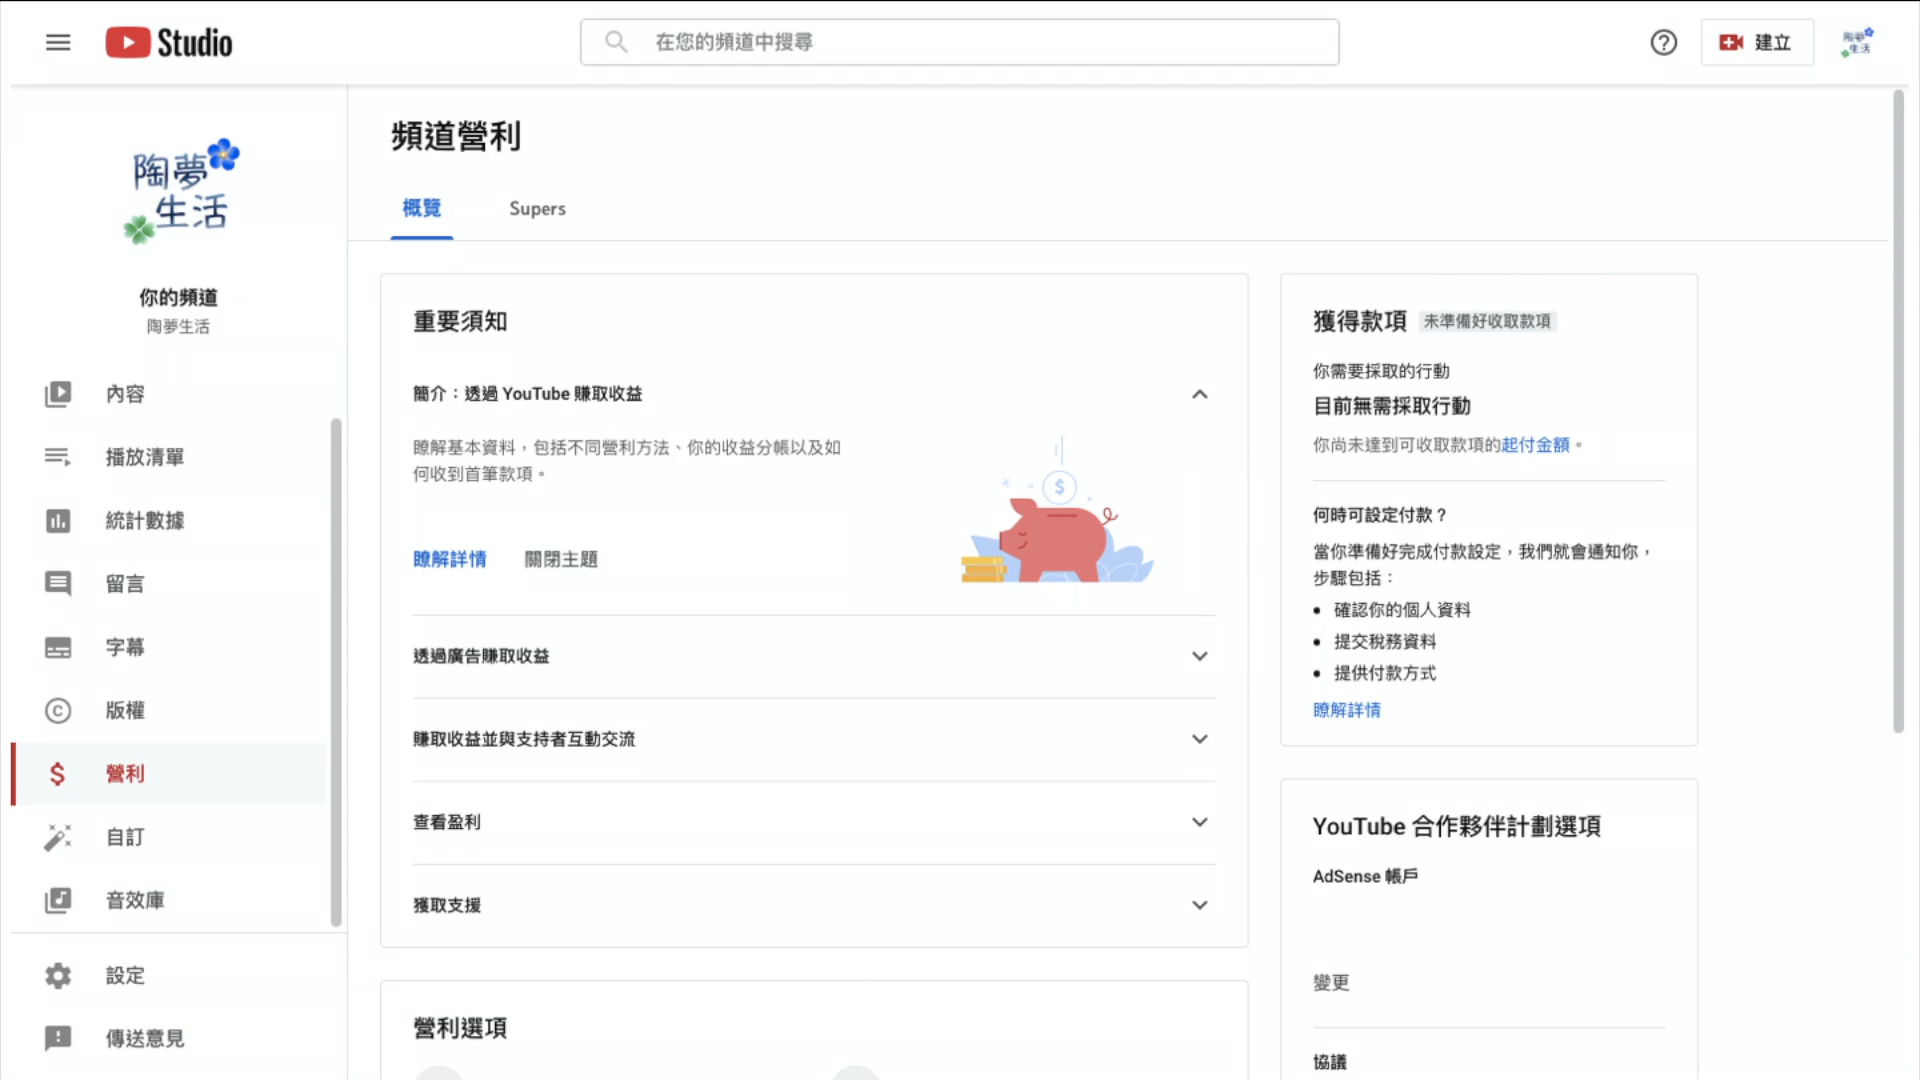 Studio
在您的頻道中搜尋
建立
陶夢
生活
陶夢
生活
你的頻道
陶夢生活
內容
播放清單
統計數據
留言
字幕
版權
營利
自訂
音效庫
設定
傳送意見
頻道營利
概覽
Supers
重要須知
簡介：透過 YouTube 賺取收益
瞭解基本資料，包括不同營利方法、你的收益分帳以及如
何收到首筆款項。
瞭解詳情
關閉主題
透過廣告賺取收益
賺取收益並與支持者互動交流
查看盈利
獲取支援
營利選項
獲得款項 未準備好收取款項
你需要採取的行動
目前無需採取行動
你尚未達到可收取款項的起付金額。
何時可設定付款？
當你準備好完成付款設定，我們就會通知你，
步驟包括：
• 確認你的個人資料
• 提交稅務資料
• 提供付款方式
瞭解詳情
YouTube 合作夥伴計劃選項
AdSense 帳戶
變更
協議